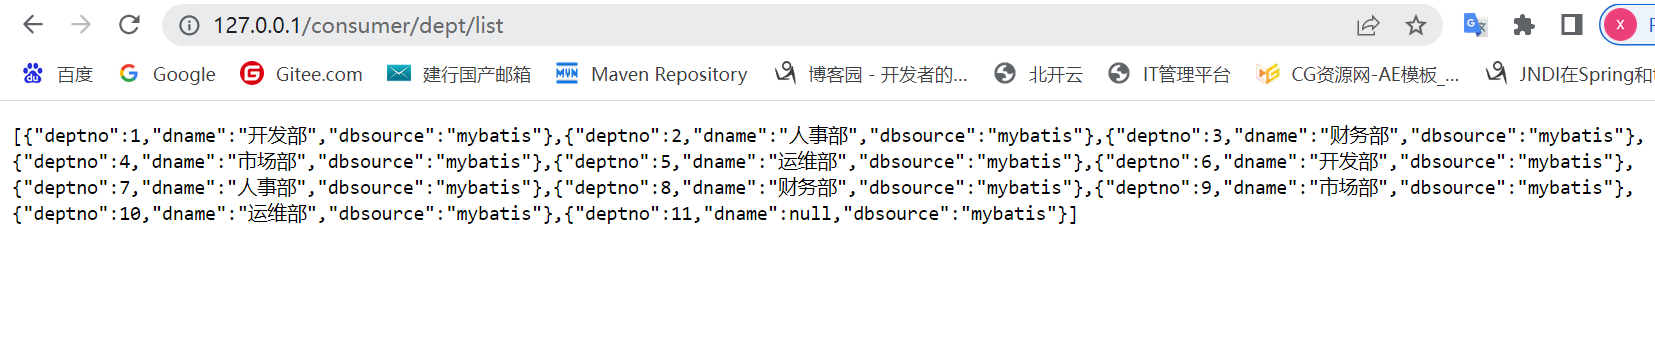 127.0.0.1/consumer/dept/list
X
百度 Google Gitee.com 建行国产邮箱 Maven Repository 博客园 - 开发者的... 北开云 IT管理平台 CG资源网-AE模板_... JNDI在Spring和
[{"deptno":1,"dname":"开发部","dbsource":"mybatis"},{"deptno":2,"dname":"人事部","dbsource":"mybatis"},{"deptno":3,"dname":"财务部","dbsource":"mybatis"},
{"deptno":4,"dname":"市场部","dbsource":"mybatis"},{"deptno":5,"dname":"运维部","dbsource":"mybatis"},{"deptno":6,"dname":"开发部","dbsource":"mybatis"},
{"deptno":7,"dname":"人事部","dbsource":"mybatis"},{"deptno":8,"dname":"财务部","dbsource":"mybatis"},{"deptno":9,"dname":"市场部","dbsource":"mybatis"},
{"deptno":10,"dname":"运维部","dbsource":"mybatis"},{"deptno":11,"dname":null,"dbsource":"mybatis"}]